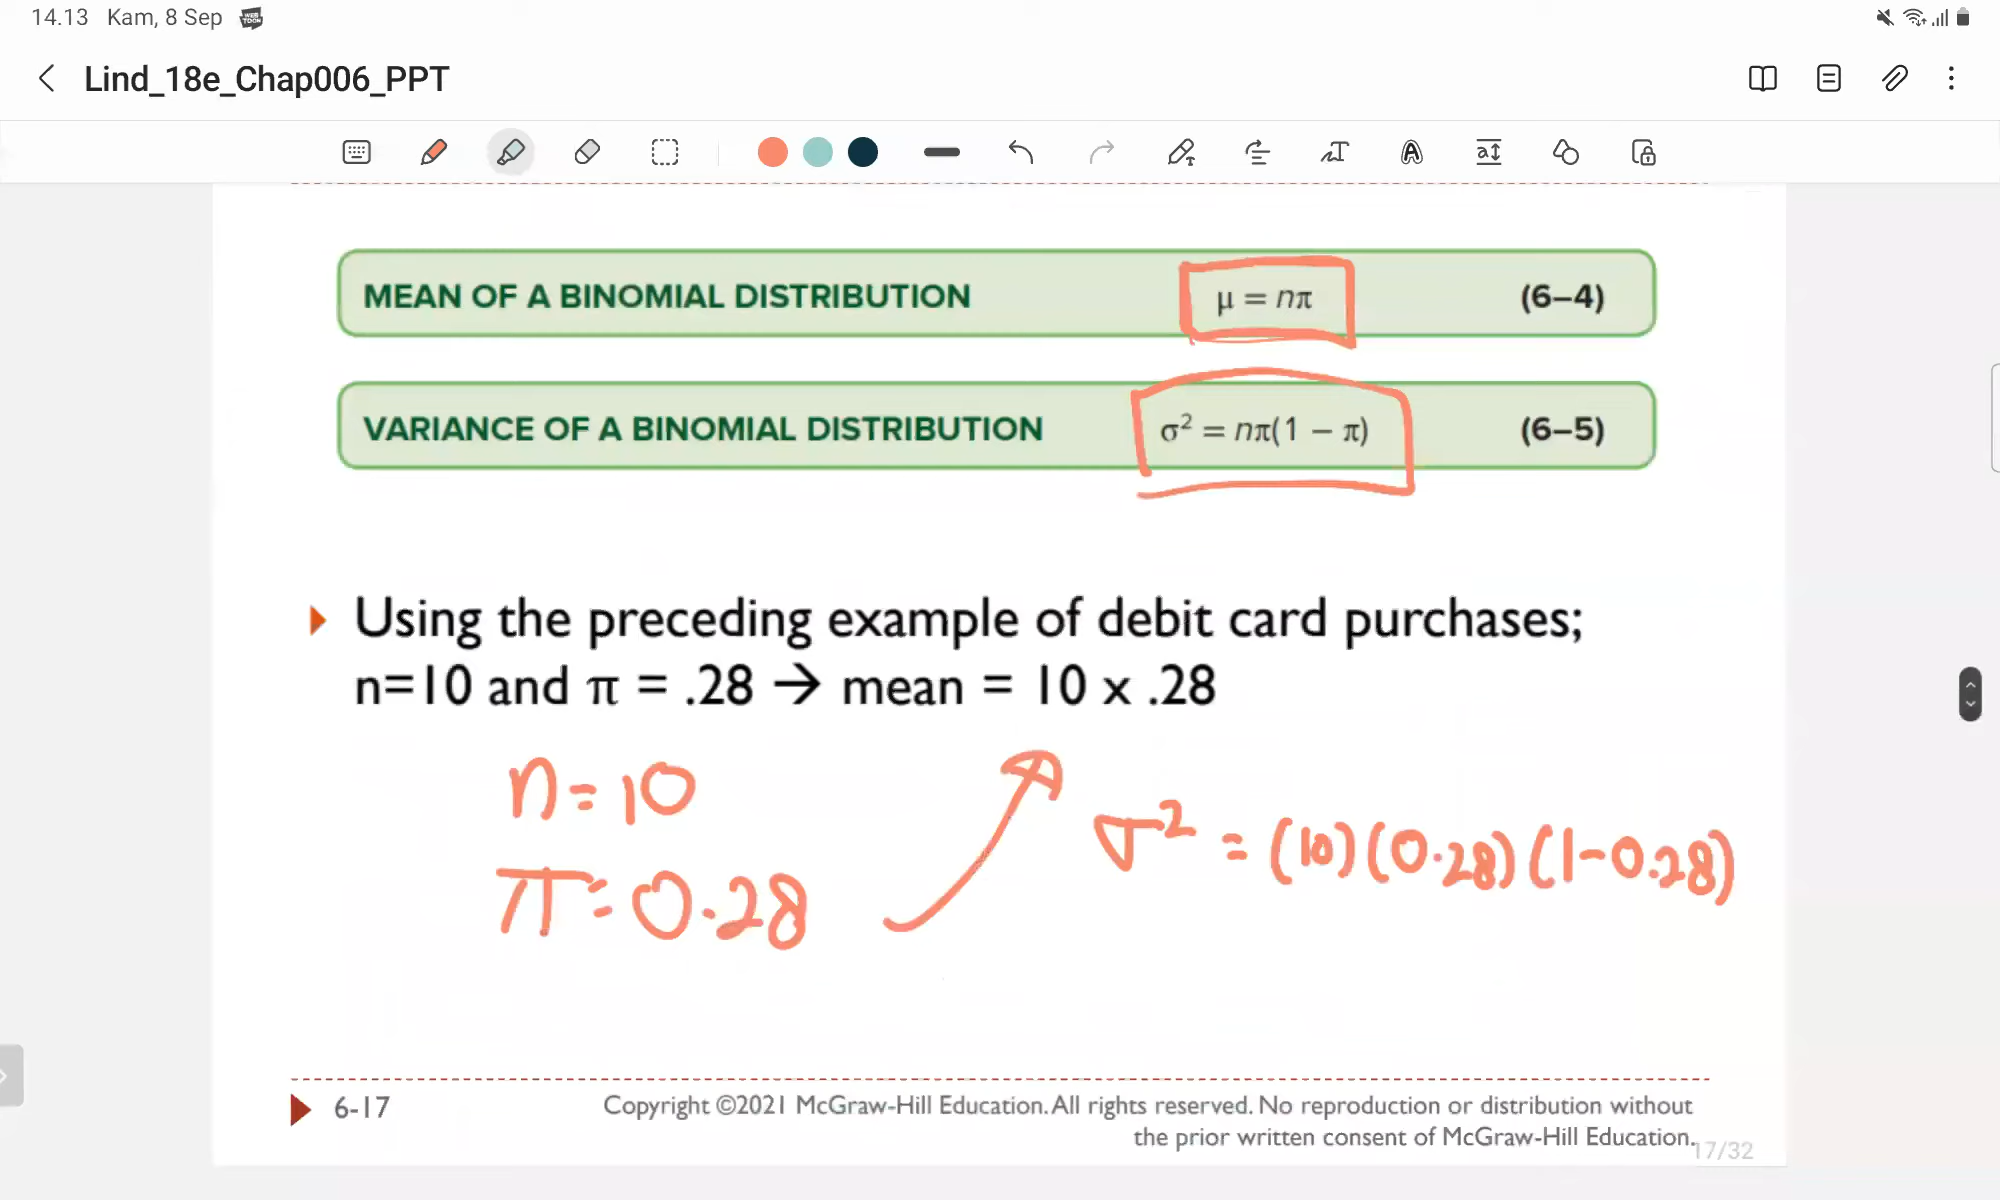 14.13 Kam, 8 Sep WEB TOON
Lind_18e_Chap006_PPT
MEAN OF A BINOMIAL DISTRIBUTION μ = nπ (6–4)
VARIANCE OF A BINOMIAL DISTRIBUTION σ² = nπ(1 − π) (6–5)
Using the preceding example of debit card purchases;
n=10 and π = .28 → mean = 10 x .28
n=10
π=0.28
σ² = (10)(0.28)(1-0.28)
6-17
Copyright ©2021 McGraw-Hill Education. All rights reserved. No reproduction or distribution without
the prior written consent of McGraw-Hill Education.
17/32